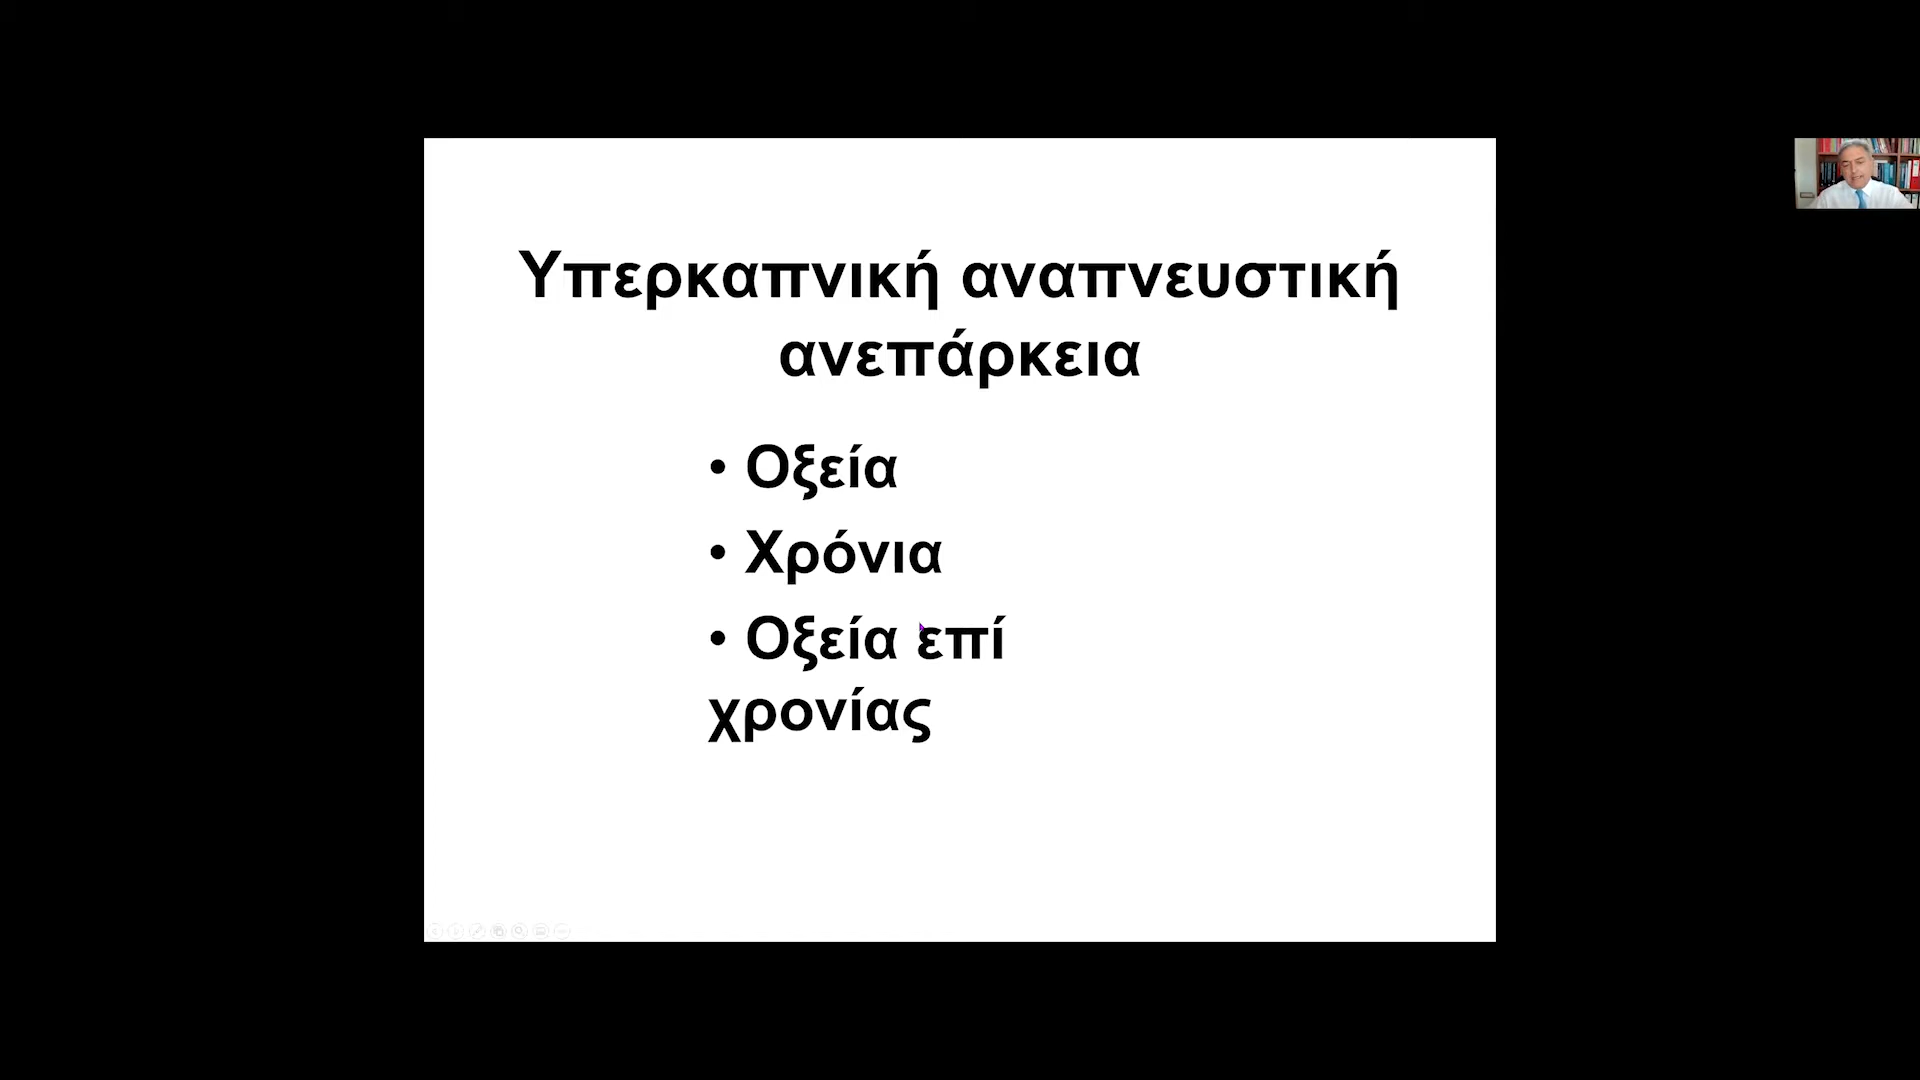 Υπερκαπνική αναπνευστική
ανεπάρκεια
• Οξεία
• Χρόνια
• Οξεία επί
χρονίας